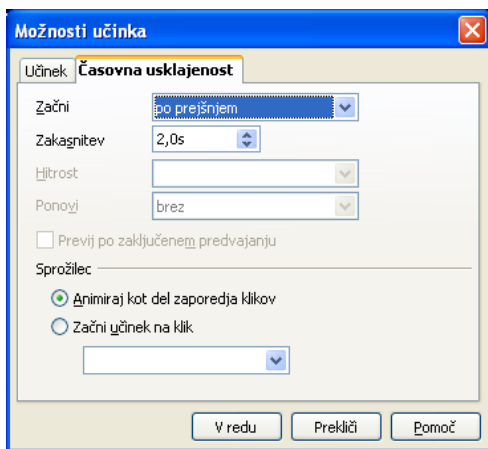 Možnosti učinka
Učinek Časovna usklajenost
Začni po prejšnjem
Zakasnitev 2,0s
Hitrost
Ponovi brez
Previj po zaključenem predvajanju
Sprožilec
Animiraj kot del zaporedja klikov
Začni učinek na klik
V redu Prekliči Pomoč